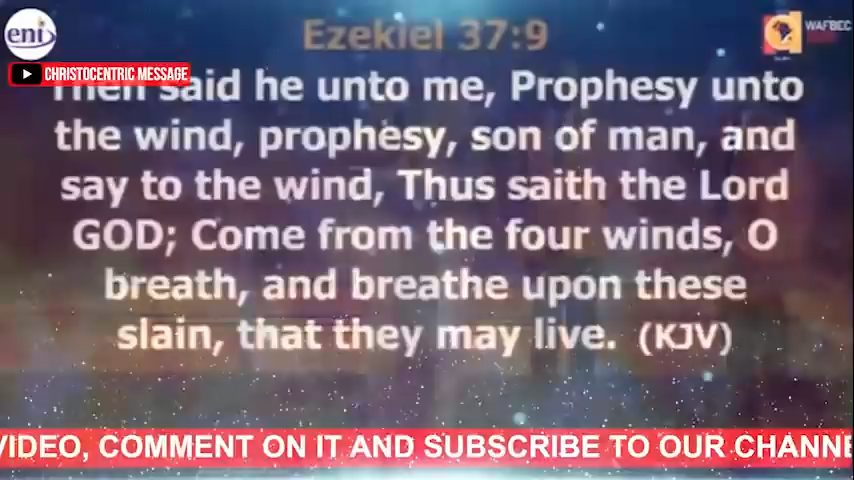 eni
Ezekiel 37:9
WAFBEC
CHRISTOCENTRIC MESSAGE
Then said he unto me, Prophesy unto
the wind, prophesy, son of man, and
say to the wind, Thus saith the Lord
GOD; Come from the four winds, O
breath, and breathe upon these
slain, that they may live. (KJV)
VIDEO, COMMENT ON IT AND SUBSCRIBE TO OUR CHANNE